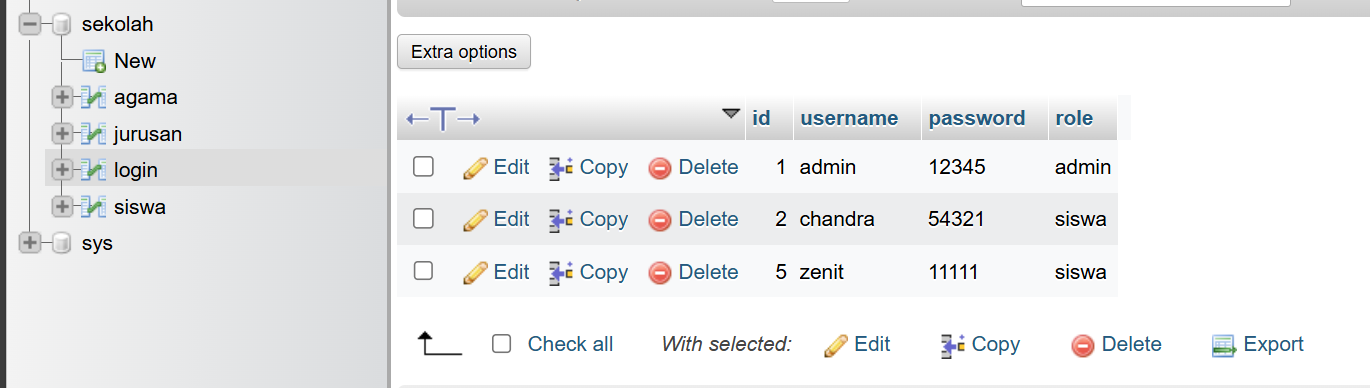 sekolah
New
agama
jurusan
login
siswa
sys
Extra options
id username password role
Edit Copy Delete 1 admin 12345 admin
Edit Copy Delete 2 chandra 54321 siswa
Edit Copy Delete 5 zenit 11111 siswa
Check all With selected: Edit Copy Delete Export